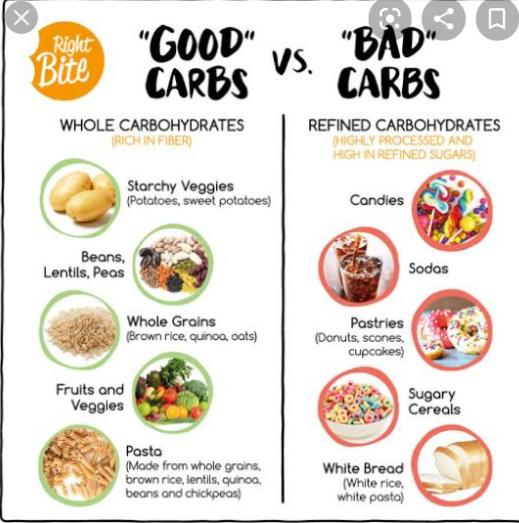 Right
Bite
"GOOD"
CARBS
VS.
"BAD"
CARBS
WHOLE CARBOHYDRATES
(RICH IN FIBER)
Starchy Veggies
(Potatoes, sweet potatoes)
Beans,
Lentils, Peas
Whole Grains
(Brown rice, quinoa, oats)
Fruits and
Veggies
Pasta
(Made from whole grains,
brown rice, lentils, quinoa,
beans and chickpeas)
REFINED CARBOHYDRATES
(HIGHLY PROCESSED AND
HIGH IN REFINED SUGARS)
Candies
Sodas
Pastries
(Donuts, scones,
cupcakes)
Sugary
Cereals
White Bread
(White rice,
white pasta)